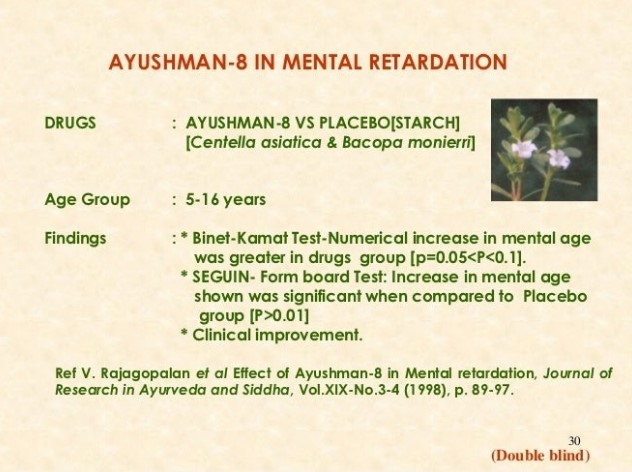 AYUSHMAN-8 IN MENTAL RETARDATION
DRUGS : AYUSHMAN-8 VS PLACEBO[STARCH]
[Centella asiatica & Bacopa monierri]
Age Group : 5-16 years
Findings : * Binet-Kamat Test-Numerical increase in mental age
was greater in drugs group [p=0.05<P<0.1].
* SEGUIN- Form board Test: Increase in mental age
shown was significant when compared to Placebo
group [P>0.01]
* Clinical improvement.
Ref V. Rajagopalan et al Effect of Ayushman-8 in Mental retardation, Journal of
Research in Ayurveda and Siddha, Vol.XIX-No.3-4 (1998), p. 89-97.
30
(Double blind)